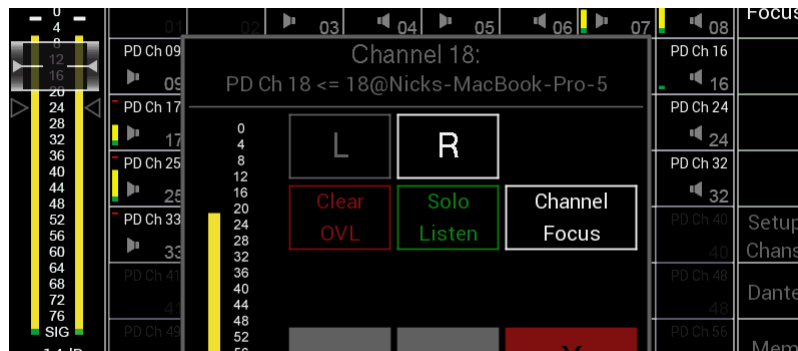 0
4
8
12
16
20
24
28
32
36
40
44
48
52
56
60
64
68
72
76
SIG
01
02
03
04
05
06
07
08
Focus
PD Ch 09
09
PD Ch 17
17
PD Ch 25
25
PD Ch 33
33
PD Ch 41
41
PD Ch 49
Channel 18:
PD Ch 18 <= 18@Nicks-MacBook-Pro-5
0
4
8
12
16
20
24
28
32
36
40
44
48
52
L
R
Clear
OVL
Solo
Listen
Channel
Focus
PD Ch 16
16
PD Ch 24
24
PD Ch 32
32
PD Ch 40
40
PD Ch 48
48
PD Ch 56
Setup
Chans
Dante